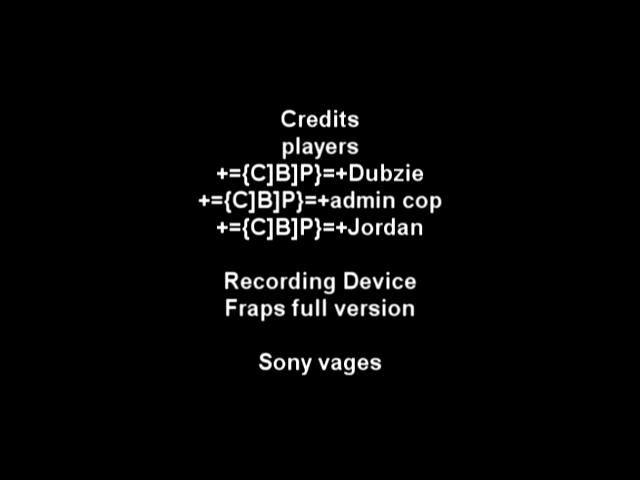 Credits
players
+={C]B]P}=+Dubzie
+={C]B]P}=+admin cop
+={C]B]P}=+Jordan
Recording Device
Fraps full version
Sony vages